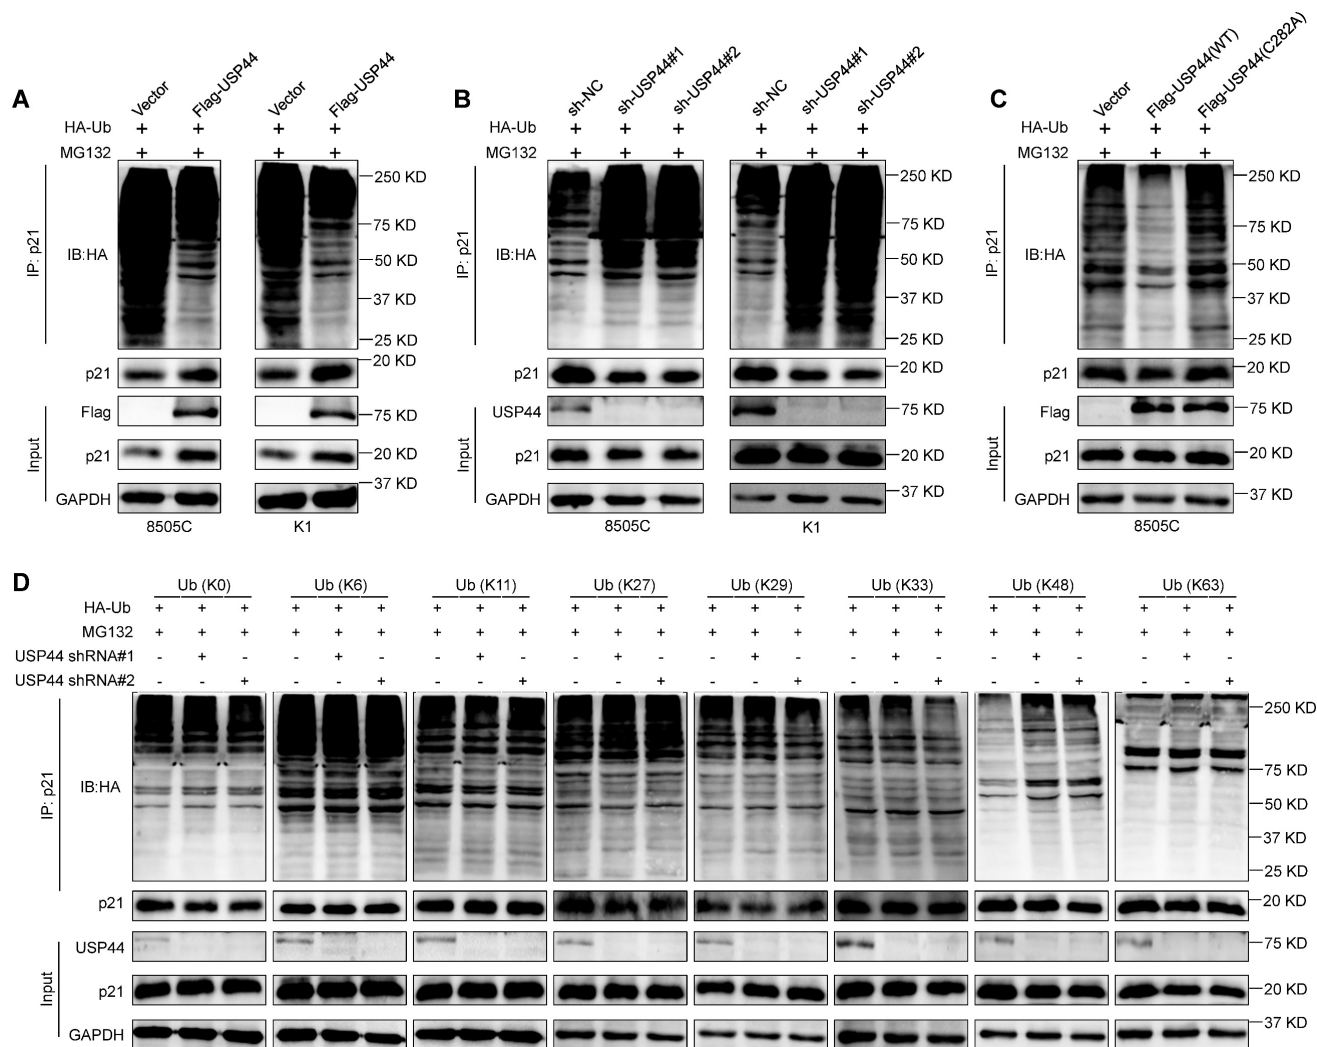 A
Vector
Flag-USP44
Vector
Flag-USP44
HA-Ub + + + +
MG132 + + + +
IP: p21
IB:HA
250 KD
75 KD
50 KD
37 KD
25 KD
p21
20 KD
Input
Flag
75 KD
p21
20 KD
GAPDH
37 KD
8505C
K1
B
sh-NC
sh-USP44#1
sh-USP44#2
sh-NC
sh-USP44#1
sh-USP44#2
HA-Ub + + + + + +
MG132 + + + + + +
IP: p21
IB:HA
250 KD
75 KD
50 KD
37 KD
25 KD
p21
20 KD
Input
USP44
75 KD
p21
20 KD
GAPDH
37 KD
8505C
K1
C
Vector
Flag-USP44(WT)
Flag-USP44(C282A)
HA-Ub + + +
MG132 + + +
IP: p21
IB:HA
250 KD
75 KD
50 KD
37 KD
25 KD
p21
20 KD
Input
Flag
75 KD
p21
20 KD
GAPDH
37 KD
8505C
D
Ub (K0) Ub (K6) Ub (K11) Ub (K27) Ub (K29) Ub (K33) Ub (K48) Ub (K63)
HA-Ub + + + + + + + + + + + + + + + + + + + + + + + +
MG132 + + + + + + + + + + + + + + + + + + + + + + + +
USP44 shRNA#1 - + - - + - - + - - + - - + - - + - - + - - + -
USP44 shRNA#2 - - + - - + - - + - - + - - + - - + - - + - - +
IP: p21
IB:HA
250 KD
75 KD
50 KD
37 KD
25 KD
p21
20 KD
Input
USP44
75 KD
p21
20 KD
GAPDH
37 KD